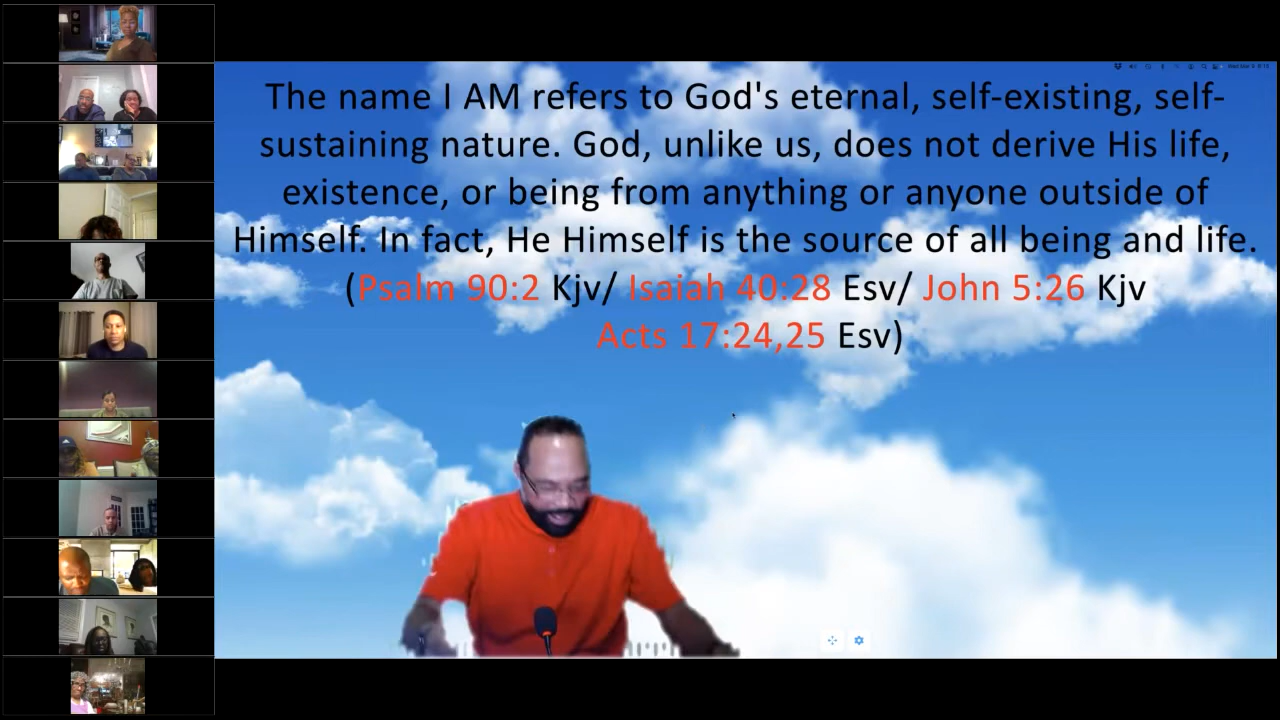 The name I AM refers to God's eternal, self-existing, self-
sustaining nature. God, unlike us, does not derive His life,
existence, or being from anything or anyone outside of
Himself. In fact, He Himself is the source of all being and life.
(Psalm 90:2 Kjv/ Isaiah 40:28 Esv/ John 5:26 Kjv
Acts 17:24,25 Esv)